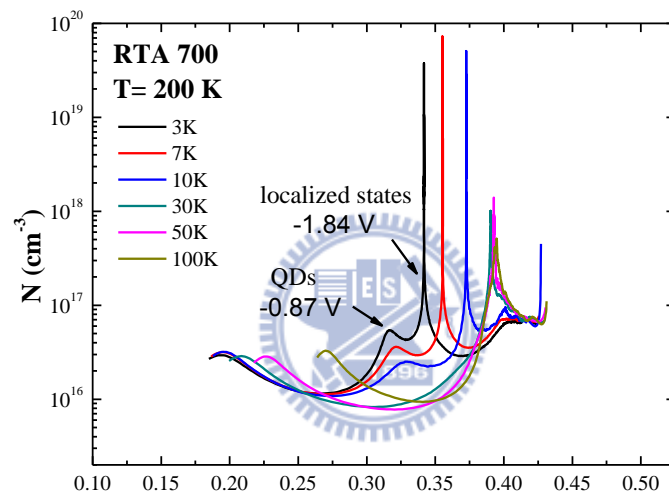 10^20
10^19
10^18
10^17
10^16
N (cm^-3)
RTA 700
T= 200 K
3K
7K
10K
30K
50K
100K
localized states
-1.84 V
QDs
-0.87 V
E S
1896
0.10 0.15 0.20 0.25 0.30 0.35 0.40 0.45 0.50